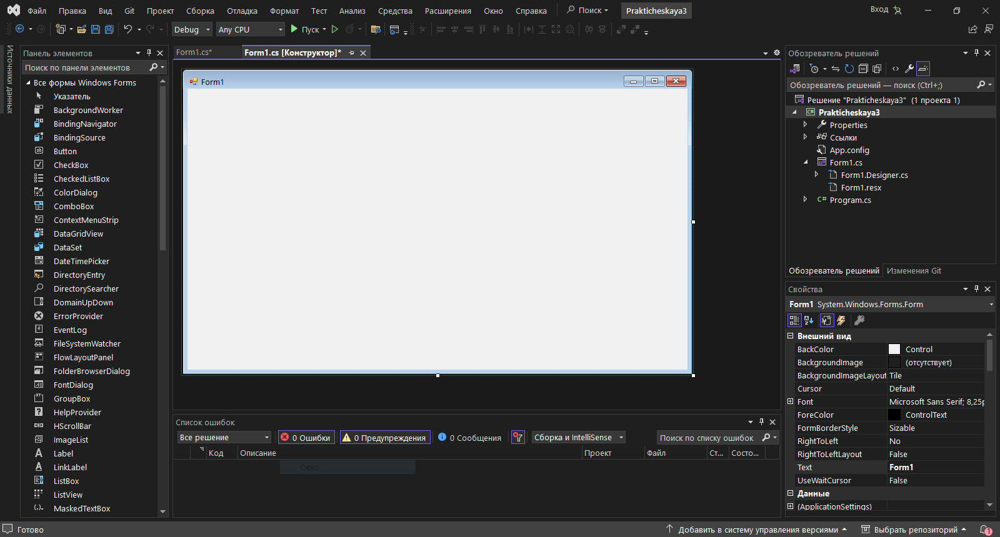 Файл Правка Вид Git Проект Сборка Отладка Формат Тест Анализ Средства Расширения Окно Справка Поиск Prakticheskaya3 Вход
Debug Any CPU Пуск
Источники данных
Панель элементов
Поиск по панели элементов
Все формы Windows Forms
Указатель
BackgroundWorker
BindingNavigator
BindingSource
Button
CheckBox
CheckedListBox
ColorDialog
ComboBox
ContextMenuStrip
DataGridView
DataSet
DateTimePicker
DirectoryEntry
DirectorySearcher
DomainUpDown
ErrorProvider
EventLog
FileSystemWatcher
FlowLayoutPanel
FolderBrowserDialog
FontDialog
GroupBox
HelpProvider
HScrollBar
ImageList
Label
LinkLabel
ListBox
ListView
MaskedTextBox
Form1.cs* Form1.cs [Конструктор]*
Form1
Список ошибок
Все решение 0 Ошибки 0 Предупреждения 0 Сообщения Сборка и IntelliSense Поиск по списку ошибок
Код Описание Проект Файл Ст... Состо...
Окно
Обозреватель решений
Обозреватель решений — поиск (Ctrl+;)
Решение "Prakticheskaya3" (1 проекта 1)
Prakticheskaya3
Properties
Ссылки
App.config
Form1.cs
Form1.Designer.cs
Form1.resx
Program.cs
Обозреватель решений Изменения Git
Свойства
Form1 System.Windows.Forms.Form
Внешний вид
BackColor Control
BackgroundImage (отсутствует)
BackgroundImageLayout Tile
Cursor Default
Font Microsoft Sans Serif; 8,25p
ForeColor ControlText
FormBorderStyle Sizable
RightToLeft No
RightToLeftLayout False
Text Form1
UseWaitCursor False
Данные
(ApplicationSettings)
Готово Добавить в систему управления версиями Выбрать репозиторий 1